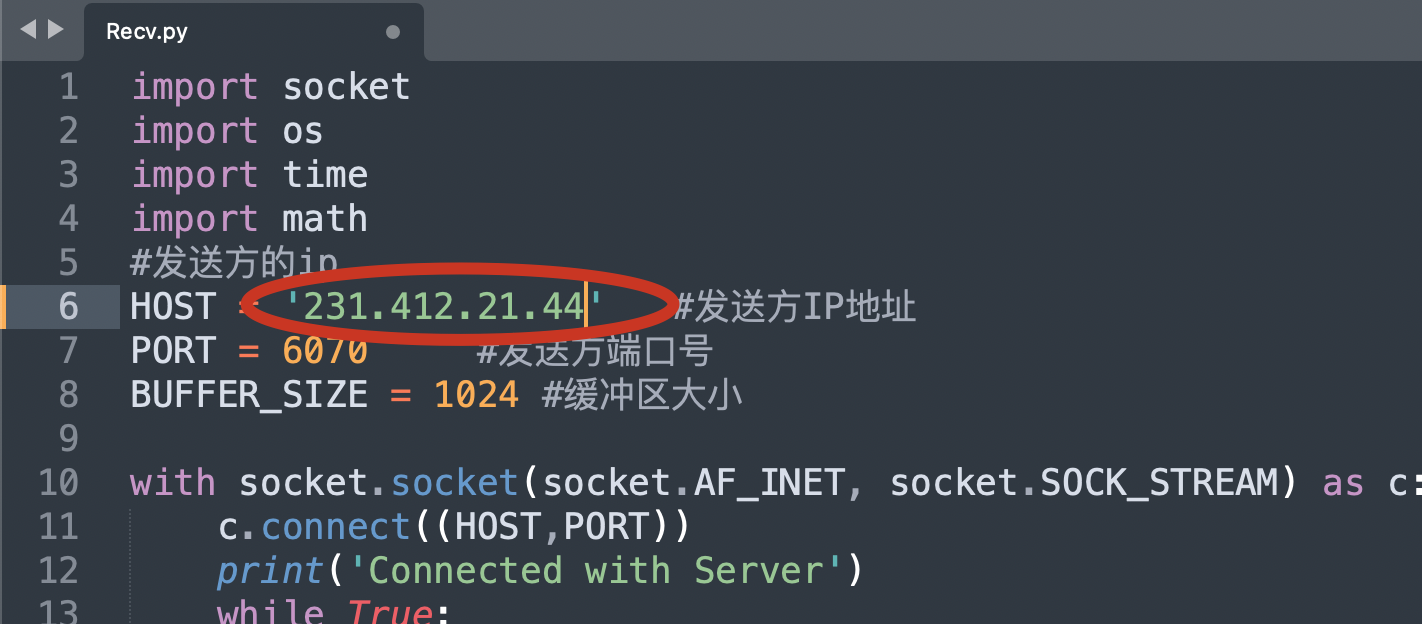 Recv.py
1 import socket
2 import os
3 import time
4 import math
5 #发送方的ip
6 HOST = '231.412.21.44' #发送方IP地址
7 PORT = 6070 #发送方端口号
8 BUFFER_SIZE = 1024 #缓冲区大小
9
10 with socket.socket(socket.AF_INET, socket.SOCK_STREAM) as c:
11 c.connect((HOST,PORT))
12 print('Connected with Server')
13 while True: